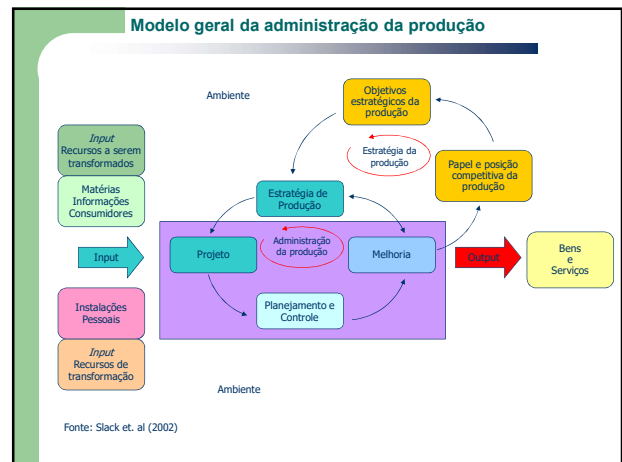 Modelo geral da administração da produção
Ambiente
Objetivos
estratégicos da
produção
Input
Recursos a serem
transformados
Estratégia da
produção
Papel e posição
competitiva da
produção
Matérias
Informações
Consumidores
Estratégia de
Produção
Input
Projeto
Administração
da produção
Melhoria
Output
Bens
e
Serviços
Planejamento e
Controle
Instalações
Pessoais
Input
Recursos de
transformação
Ambiente
Fonte: Slack et. al (2002)